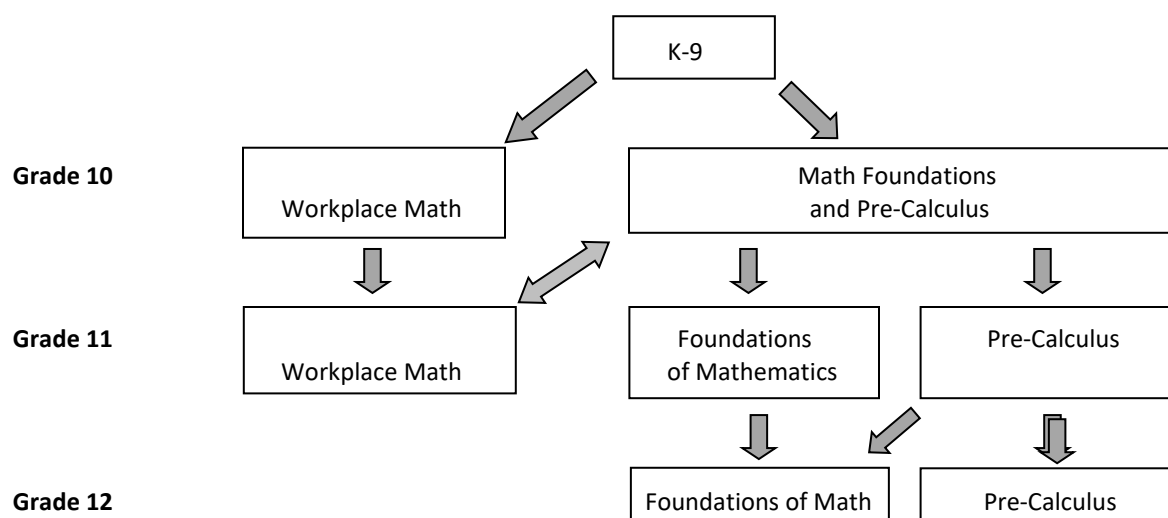 K-9
Grade 10
Workplace Math
Math Foundations
and Pre-Calculus
Grade 11
Workplace Math
Foundations
of Mathematics
Pre-Calculus
Grade 12
Foundations of Math
Pre-Calculus